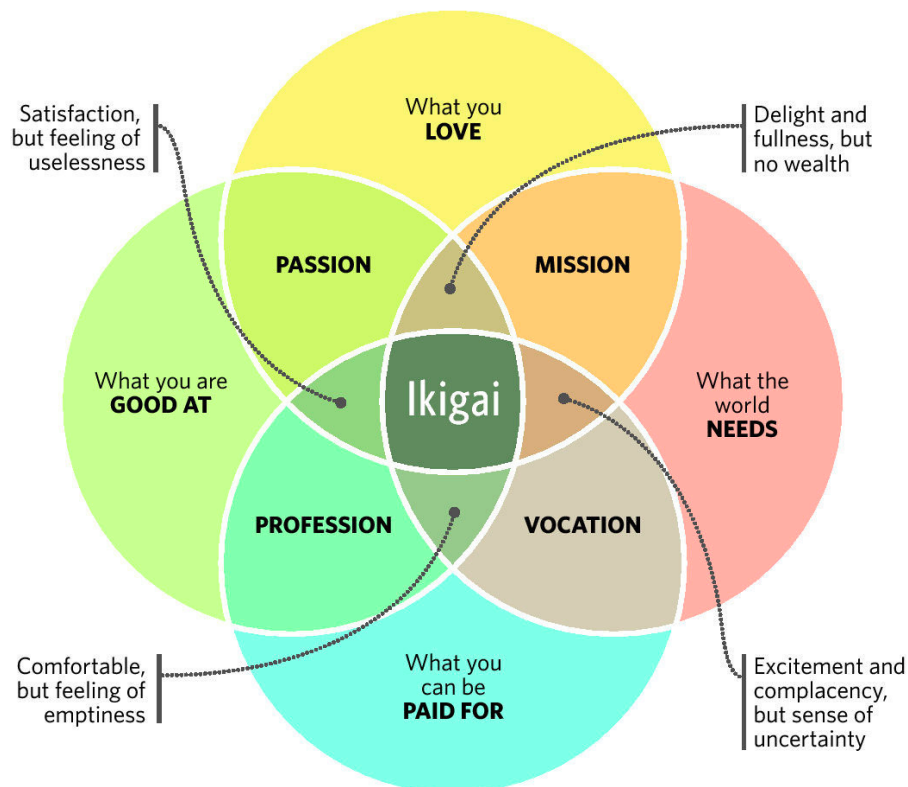 Satisfaction,
but feeling of
uselessness
What you
LOVE
Delight and
fullness, but
no wealth
PASSION
MISSION
What you are
GOOD AT
Ikigai
What the
world
NEEDS
PROFESSION
VOCATION
Comfortable,
but feeling of
emptiness
What you
can be
PAID FOR
Excitement and
complacency,
but sense of
uncertainty